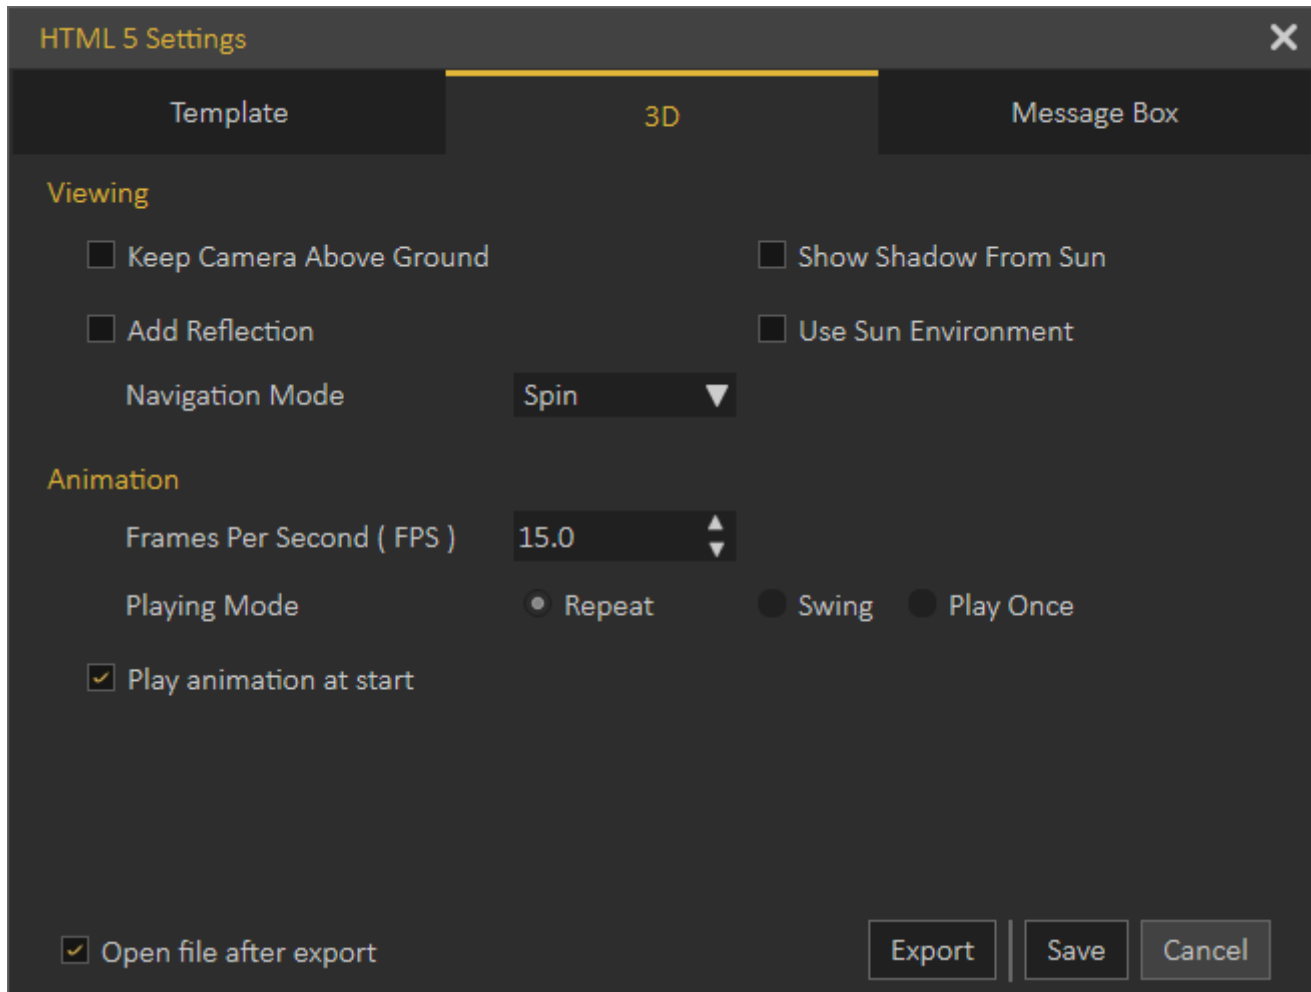 HTML 5 Settings
Template 3D Message Box
Viewing
Keep Camera Above Ground Show Shadow From Sun
Add Reflection Use Sun Environment
Navigation Mode Spin
Animation
Frames Per Second ( FPS ) 15.0
Playing Mode Repeat Swing Play Once
Play animation at start
Open file after export Export Save Cancel